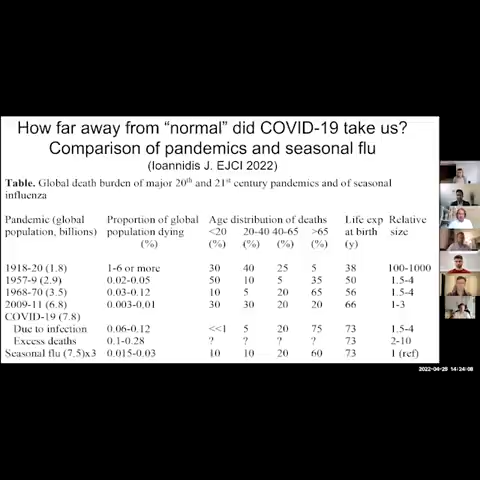 How far away from “normal” did COVID-19 take us?
Comparison of pandemics and seasonal flu
(Ioannidis J. EJCI 2022)
Table. Global death burden of major 20th and 21st century pandemics and of seasonal
influenza
Pandemic (global Proportion of global Age distribution of deaths Life exp Relative
population, billions) population dying <20 20-40 40-65 >65 at birth size
(%) (%) (%) (%) (%) (y)
1918-20 (1.8) 1-6 or more 30 40 25 5 38 100-1000
1957-9 (2.9) 0.02-0.05 50 10 5 35 50 1.5-4
1968-70 (3.5) 0.03-0.12 10 5 20 65 56 1.5-4
2009-11 (6.8) 0.003-0.01 30 30 20 20 66 1-3
COVID-19 (7.8)
Due to infection 0.06-0.12 <<1 5 20 75 73 1.5-4
Excess deaths 0.1-0.28 ? ? ? ? 73 2-10
Seasonal flu (7.5)x3 0.015-0.03 10 10 20 60 73 1 (ref)
14:24:08